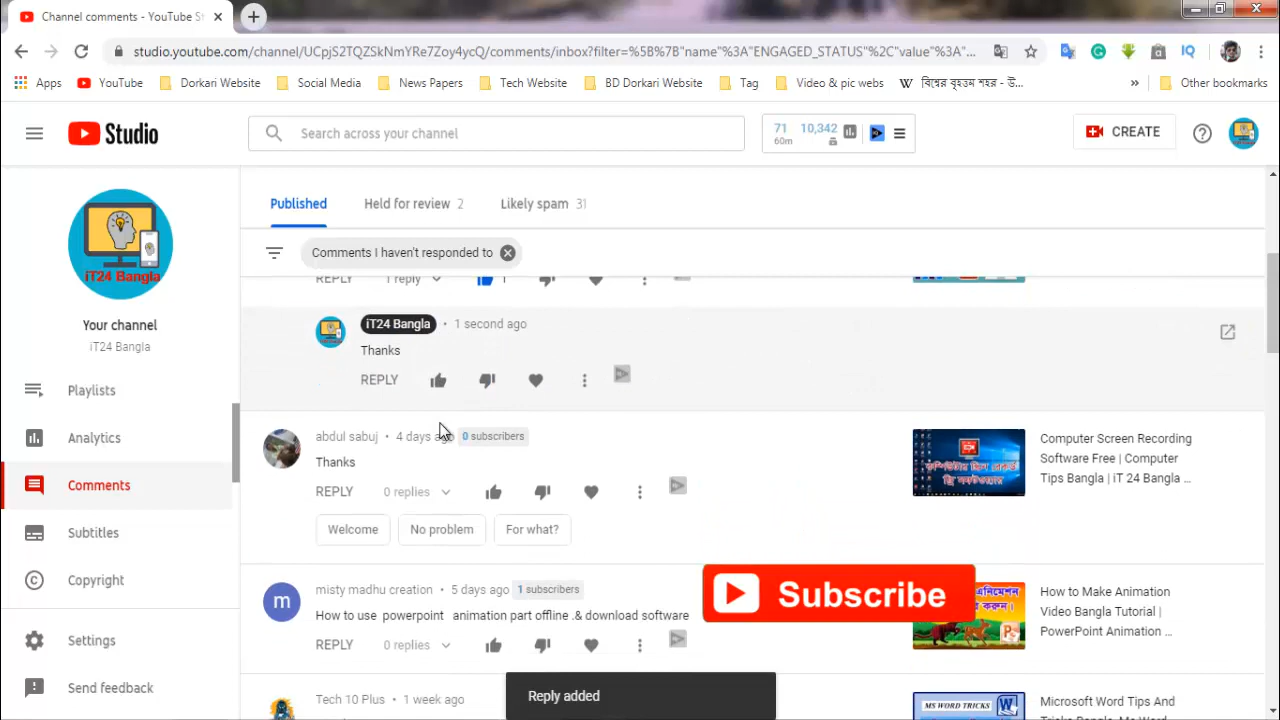 Channel comments - YouTube St
studio.youtube.com/channel/UCpjS2TQZSkNmYRe7Zoy4ycQ/comments/inbox?filter=%5B%7B"name"%3A"ENGAGED_STATUS"%2C"value"%3A"...
Apps YouTube Dorkari Website Social Media News Papers Tech Website BD Dorkari Website Tag Video & pic webs বিশ্বের বৃহত্তম শহর - উ... » Other bookmarks
Studio
Search across your channel
71 10,342
60m
CREATE
Published Held for review 2 Likely spam 31
Comments I haven't responded to
REPLY 1 reply 1
iT24 Bangla
Your channel
iT24 Bangla
Playlists
Analytics
Comments
Subtitles
Copyright
Settings
Send feedback
iT24 Bangla • 1 second ago
Thanks
REPLY
abdul sabuj • 4 days ago 0 subscribers
Thanks
REPLY 0 replies
Welcome No problem For what?
Computer Screen Recording
Software Free | Computer
Tips Bangla | iT 24 Bangla ...
misty madhu creation • 5 days ago 1 subscribers
How to use powerpoint animation part offline .& download software
REPLY 0 replies
Subscribe
How to Make Animation
Video Bangla Tutorial |
PowerPoint Animation ...
Tech 10 Plus • 1 week ago
MS WORD TRICKS
Microsoft Word Tips And
Reply added